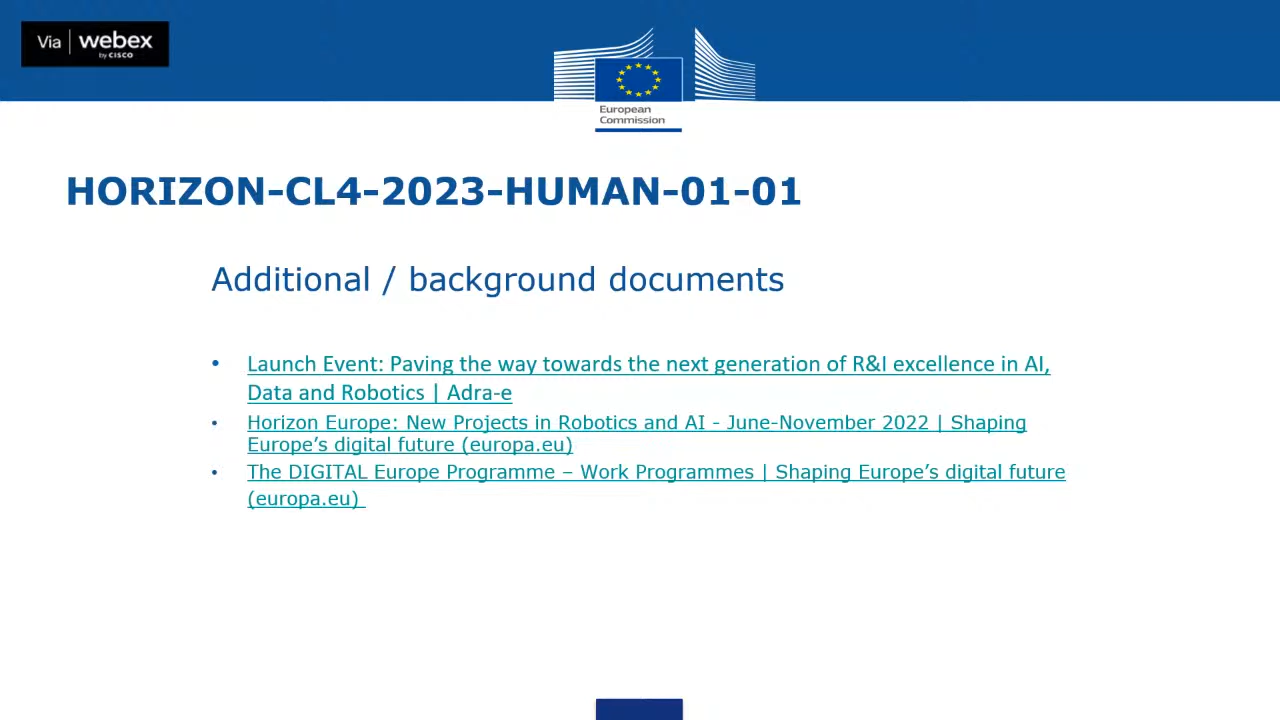 Via | webex
by CISCO
European
Commission
HORIZON-CL4-2023-HUMAN-01-01
Additional / background documents
• Launch Event: Paving the way towards the next generation of R&I excellence in AI,
Data and Robotics | Adra-e
• Horizon Europe: New Projects in Robotics and AI - June-November 2022 | Shaping
Europe’s digital future (europa.eu)
• The DIGITAL Europe Programme – Work Programmes | Shaping Europe’s digital future
(europa.eu)